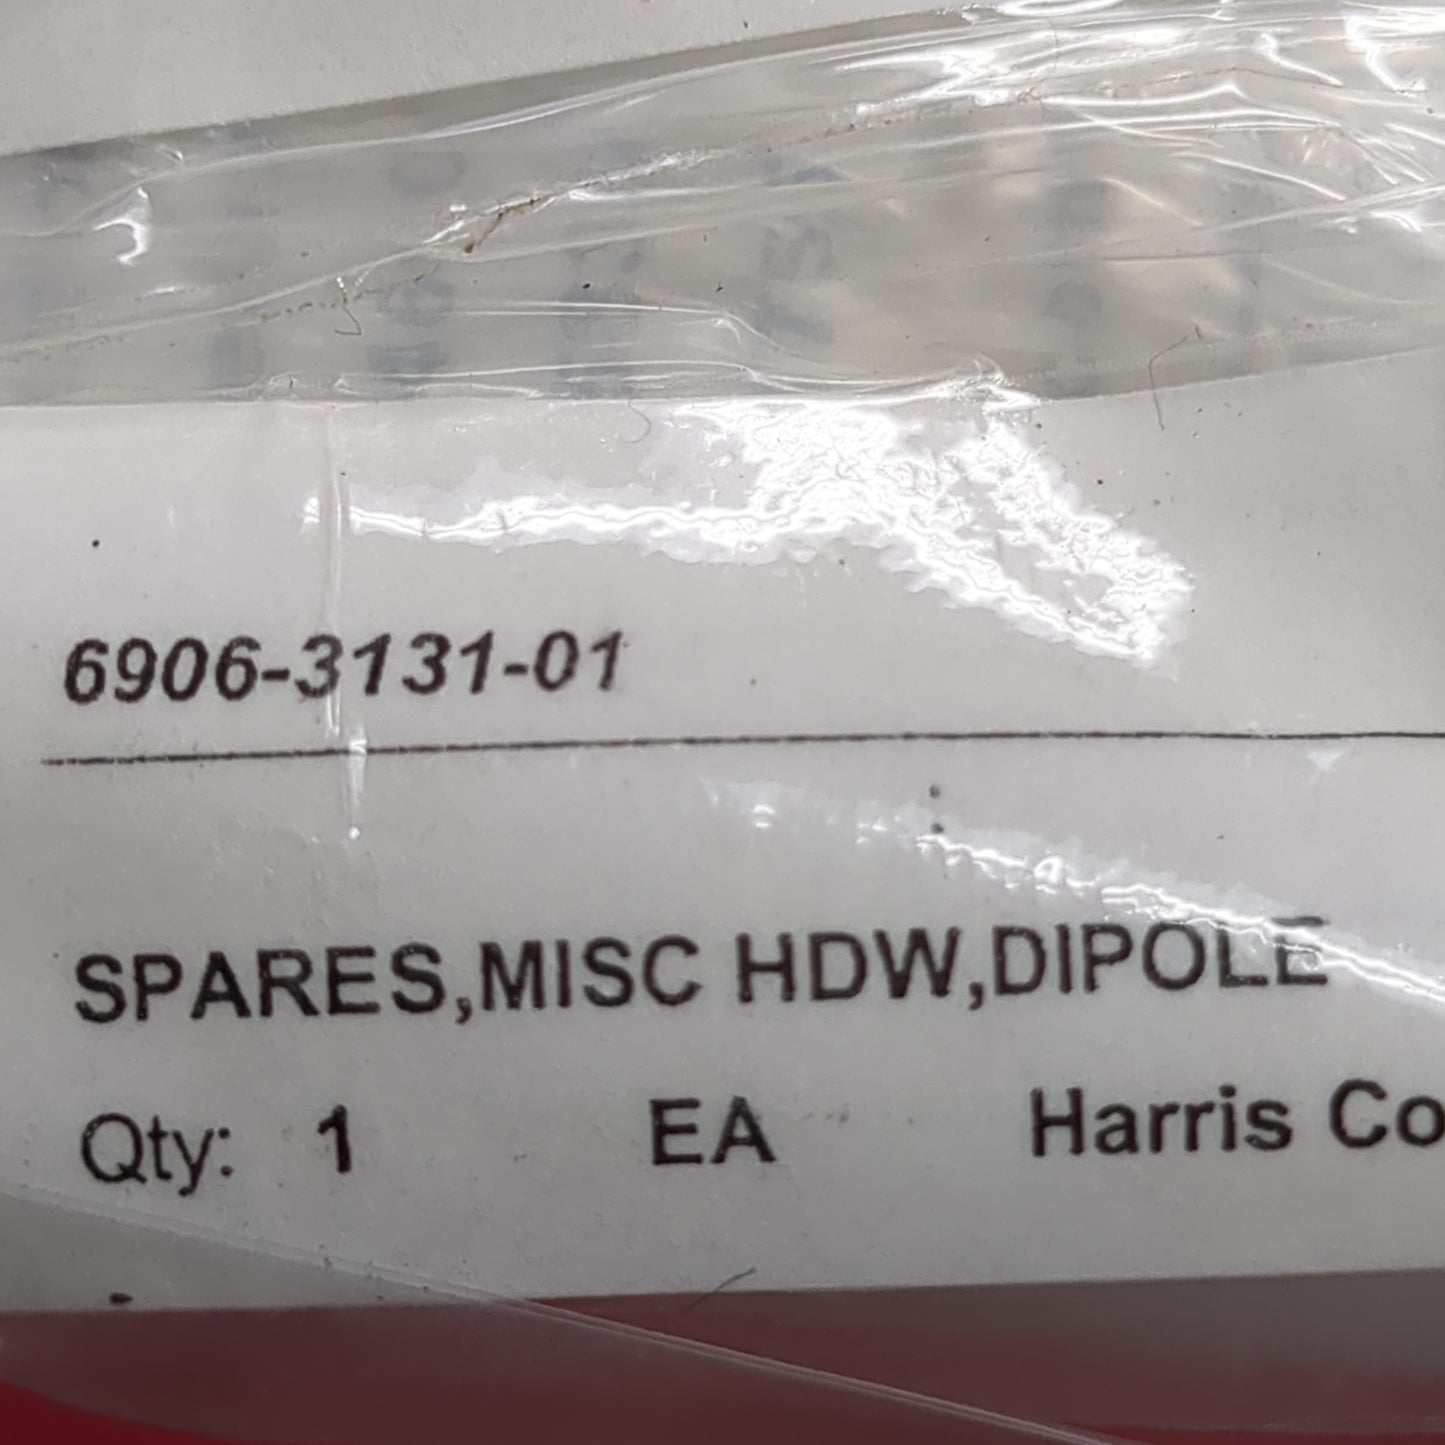 6906-3131-01
SPARES,MISC HDW,DIPOLE
Qty: 1 EA Harris Co